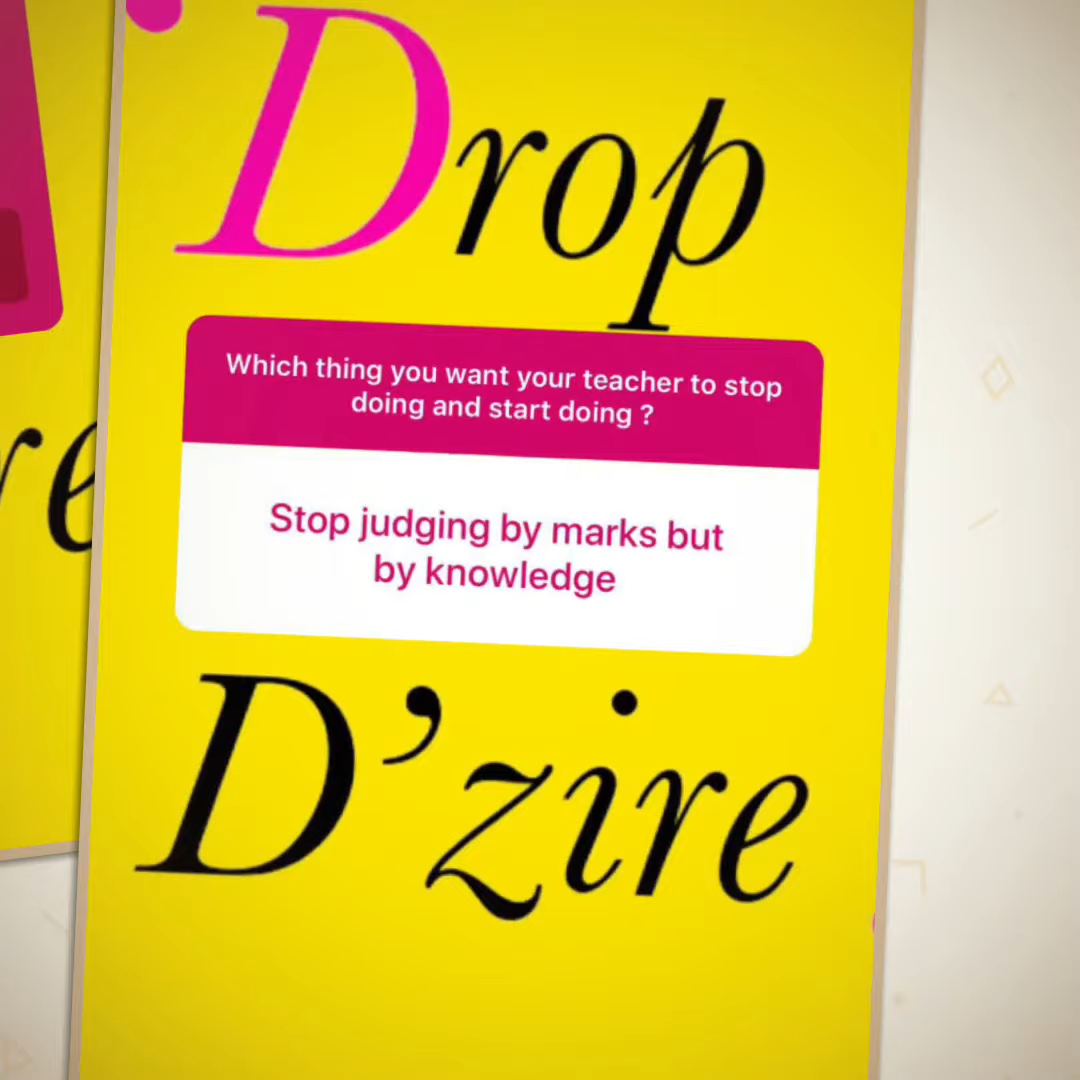 Drop
Which thing you want your teacher to stop
doing and start doing ?
Stop judging by marks but
by knowledge
D’zire
re